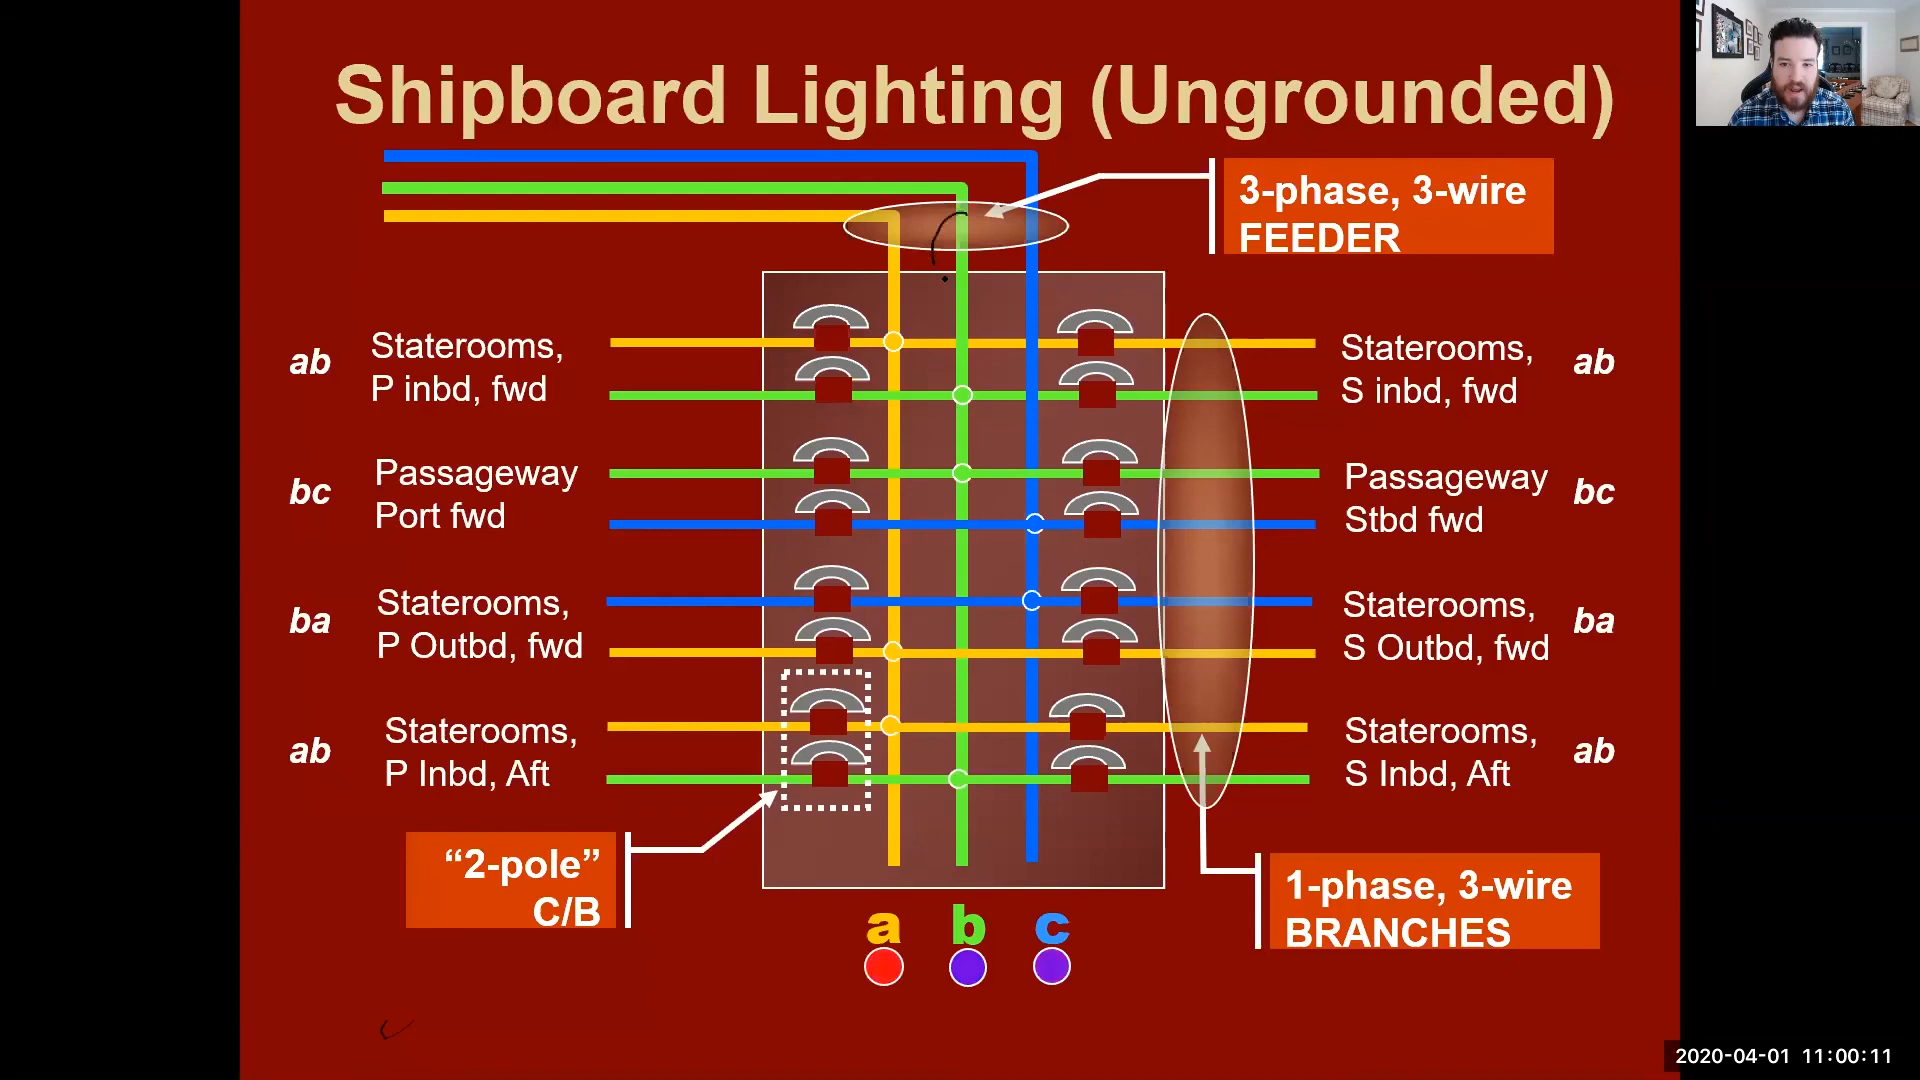 Shipboard Lighting (Ungrounded)
3-phase, 3-wire
FEEDER
ab
Staterooms,
P inbd, fwd
Staterooms,
S inbd, fwd
ab
bc
Passageway
Port fwd
Passageway
Stbd fwd
bc
ba
Staterooms,
P Outbd, fwd
Staterooms,
S Outbd, fwd
ba
ab
Staterooms,
P Inbd, Aft
Staterooms,
S Inbd, Aft
ab
“2-pole”
C/B
1-phase, 3-wire
BRANCHES
a b c
2020-04-01 11:00:11